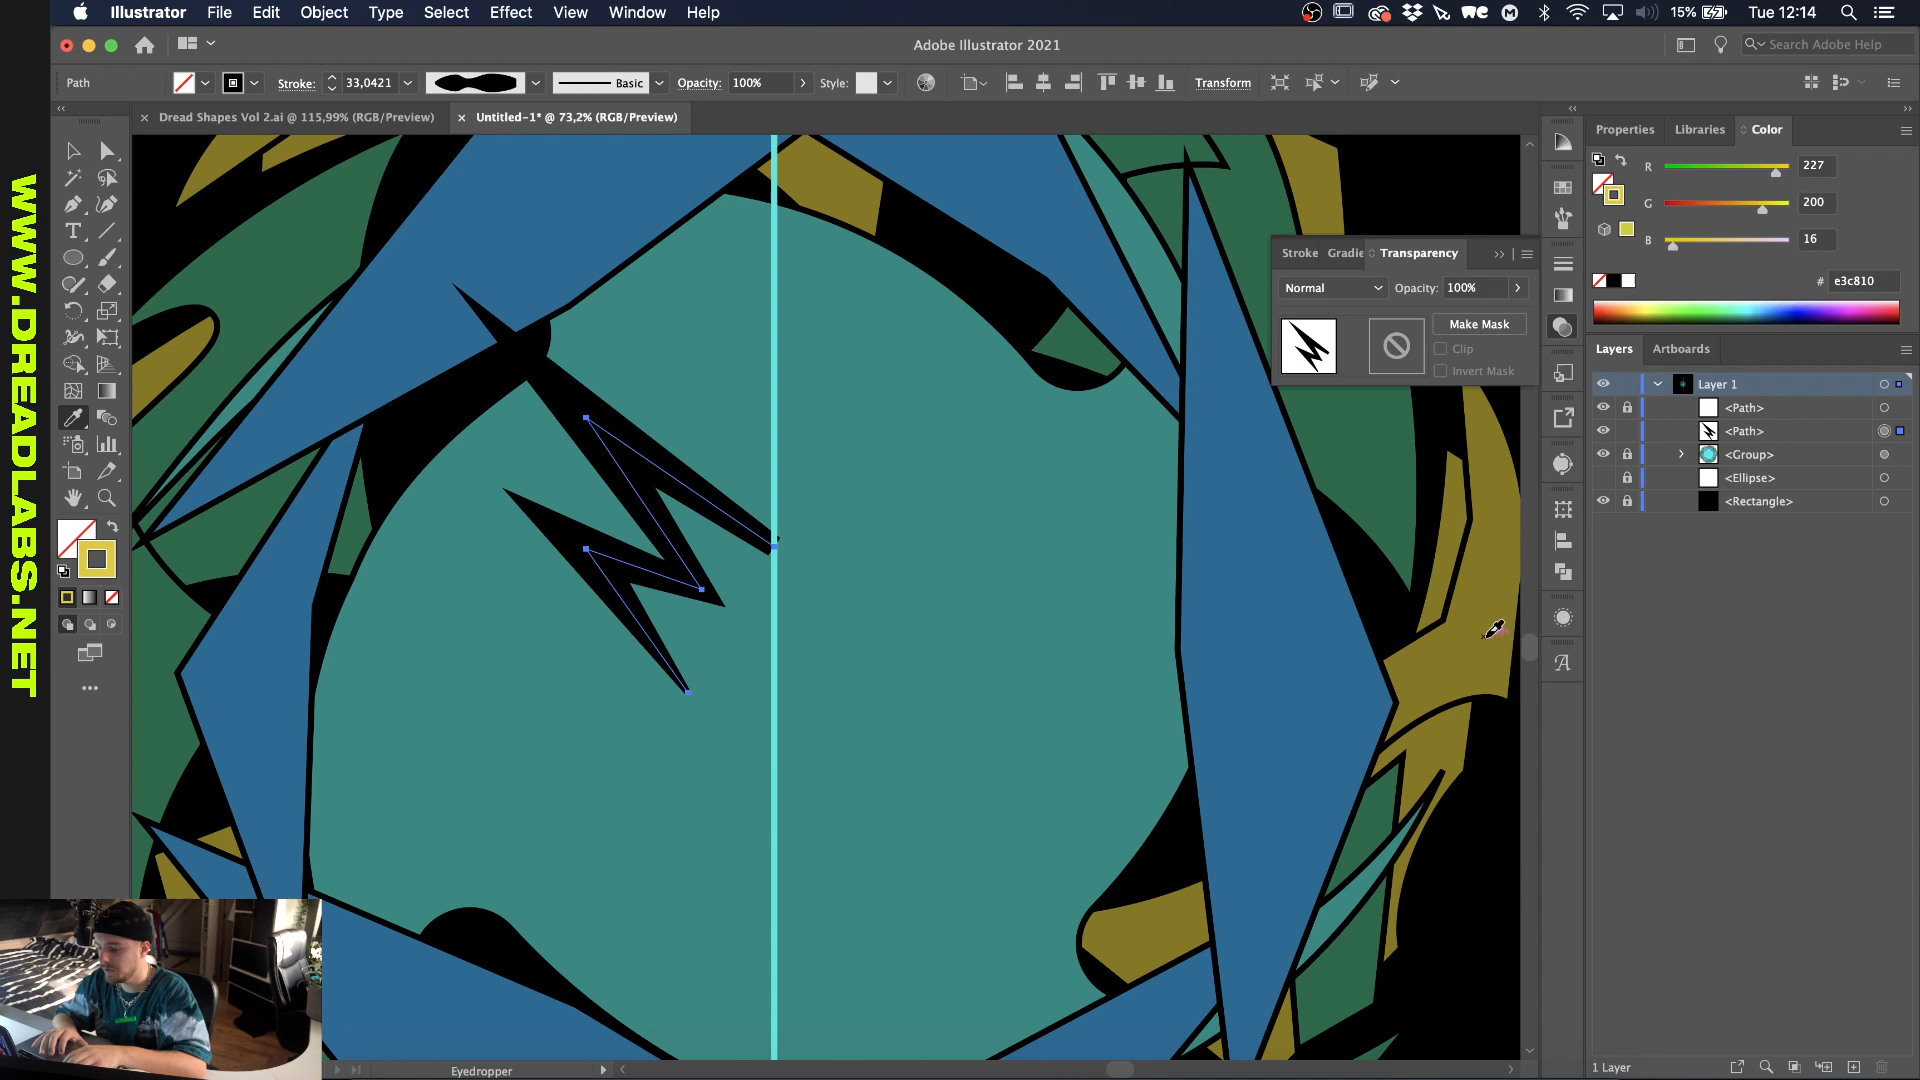 Illustrator File Edit Object Type Select Effect View Window Help
15% Tue 12:14
Adobe Illustrator 2021
Search Adobe Help
Path Stroke: 33,0421 Basic Opacity: 100% Style: Transform
Dread Shapes Vol 2.ai @ 115,99% (RGB/Preview) Untitled-1* @ 73,2% (RGB/Preview)
Properties Libraries Color
R 227
G 200
B 16
# e3c810
Stroke Gradie Transparency
Normal Opacity: 100%
Make Mask
Clip
Invert Mask
Layers Artboards
Layer 1
<Path>
<Path>
<Group>
<Ellipse>
<Rectangle>
1 Layer
Eyedropper
WWW.DREADLABS.NET